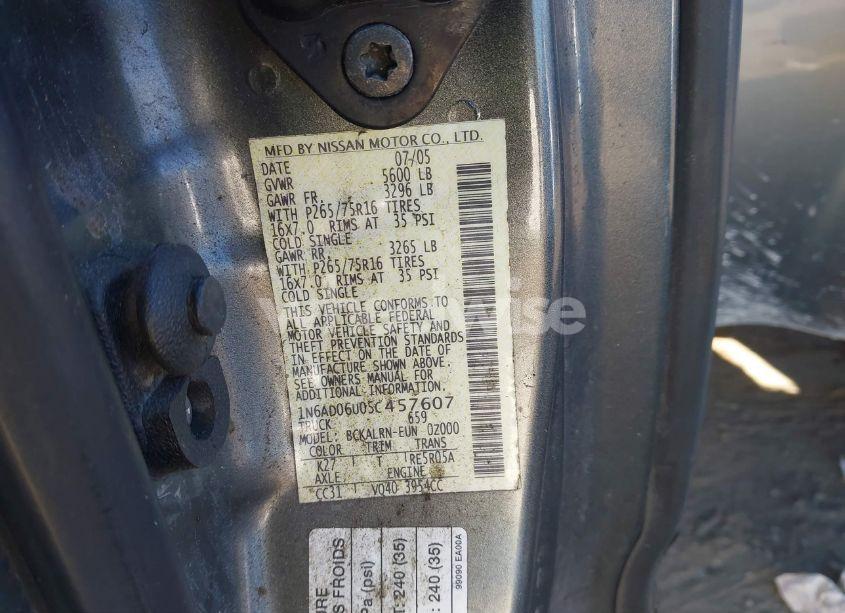 MFD BY NISSAN MOTOR CO., LTD.
DATE 07/05
GVWR 5600 LB
GAWR FR. 3296 LB
WITH P265/75R16 TIRES
16X7.0 RIMS AT 35 PSI
COLD SINGLE
GAWR RR. 3265 LB
WITH P265/75R16 TIRES
16X7.0 RIMS AT 35 PSI
COLD SINGLE
THIS VEHICLE CONFORMS TO
ALL APPLICABLE FEDERAL
MOTOR VEHICLE SAFETY AND
THEFT PREVENTION STANDARDS
IN EFFECT ON THE DATE OF
MANUFACTURE SHOWN ABOVE.
SEE OWNERS MANUAL FOR
ADDITIONAL INFORMATION
1N6AD06U05C457607
TRUCK 659
MODEL: BCKALRN-EUN 0Z000
COLOR TRIM TRANS
K27 T RE5R05A
AXLE ENGINE
CC31 VQ40 3954CC
URE
S FROIDS
Pa (psi)
T: 240 (35)
: 240 (35)
99090 EA00A